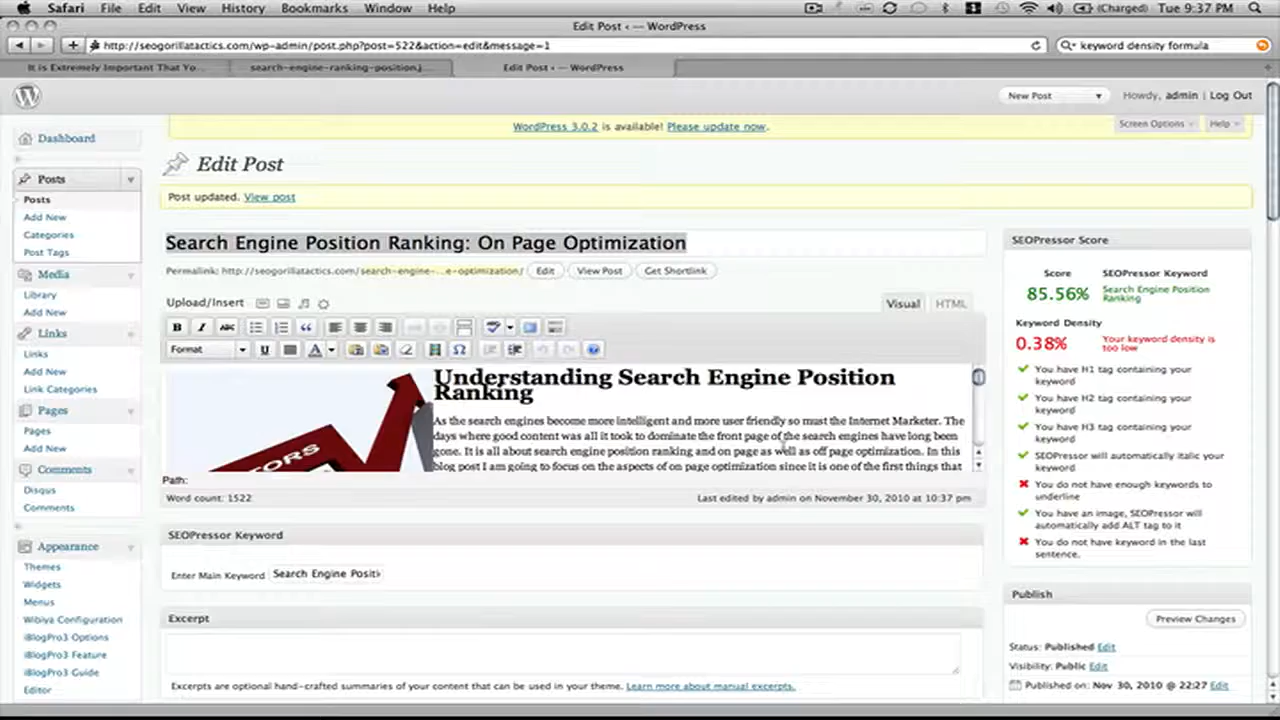 Safari File Edit View History Bookmarks Window Help (Charged) Tue 9:37 PM
Edit Post ‹ — WordPress
http://seogorillatactics.com/wp-admin/post.php?post=522&action=edit&message=1 keyword density formula
It is Extremely Important That Yo... search-engine-ranking-position.j... Edit Post ‹ — WordPress
New Post Howdy, admin | Log Out
WordPress 3.0.2 is available! Please update now.
Screen Options Help
Dashboard
Edit Post
Posts
Posts
Add New
Categories
Post Tags
Media
Library
Add New
Links
Links
Add New
Link Categories
Pages
Pages
Add New
Comments
Disqus
Comments
Appearance
Themes
Widgets
Menus
Wibiya Configuration
iBlogPro3 Options
iBlogPro3 Feature
iBlogPro3 Guide
Editor
Post updated. View post
Search Engine Position Ranking: On Page Optimization
Permalink: http://seogorillatactics.com/search-engine-...e-optimization/ Edit View Post Get Shortlink
Upload/Insert Visual HTML
B I ABC
Format U A Ω
TORS
Understanding Search Engine Position
Ranking
As the search engines become more intelligent and more user friendly so must the Internet Marketer. The
days where good content was all it took to dominate the front page of the search engines have long been
gone. It is all about search engine position ranking and on page as well as off page optimization. In this
blog post I am going to focus on the aspects of on page optimization since it is one of the first things that
Path:
Word count: 1522 Last edited by admin on November 30, 2010 at 10:37 pm
SEOPressor Keyword
Enter Main Keyword Search Engine Positi
Excerpt
Excerpts are optional hand-crafted summaries of your content that can be used in your theme. Learn more about manual excerpts.
SEOPressor Score
Score SEOPressor Keyword
85.56% Search Engine Position
Ranking
Keyword Density
0.38% Your keyword density is
too low
You have H1 tag containing your
keyword
You have H2 tag containing your
keyword
You have H3 tag containing your
keyword
SEOPressor will automatically italic your
keyword
You do not have enough keywords to
underline
You have an image, SEOPressor will
automatically add ALT tag to it
You do not have keyword in the last
sentence.
Publish
Preview Changes
Status: Published Edit
Visibility: Public Edit
Published on: Nov 30, 2010 @ 22:27 Edit